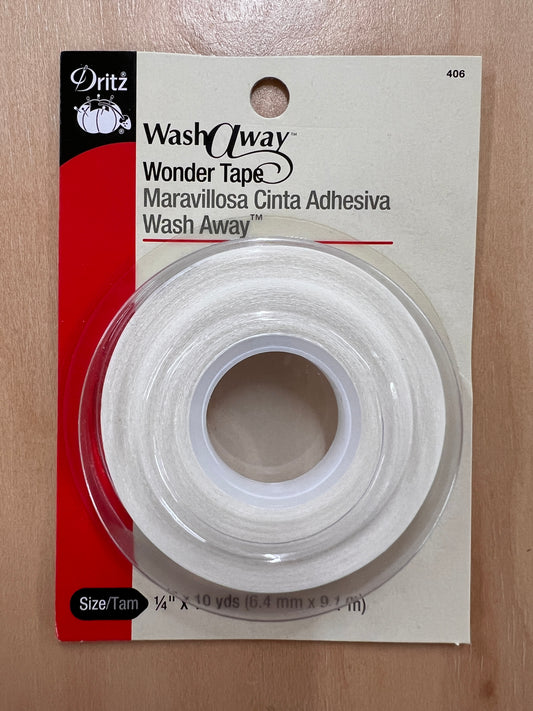 Dritz®
406
Wash Away™
Wonder Tape
Maravillosa Cinta Adhesiva
Wash Away™
Size/Tam ¼" x 10 yds (6.4 mm x 9.1 m)